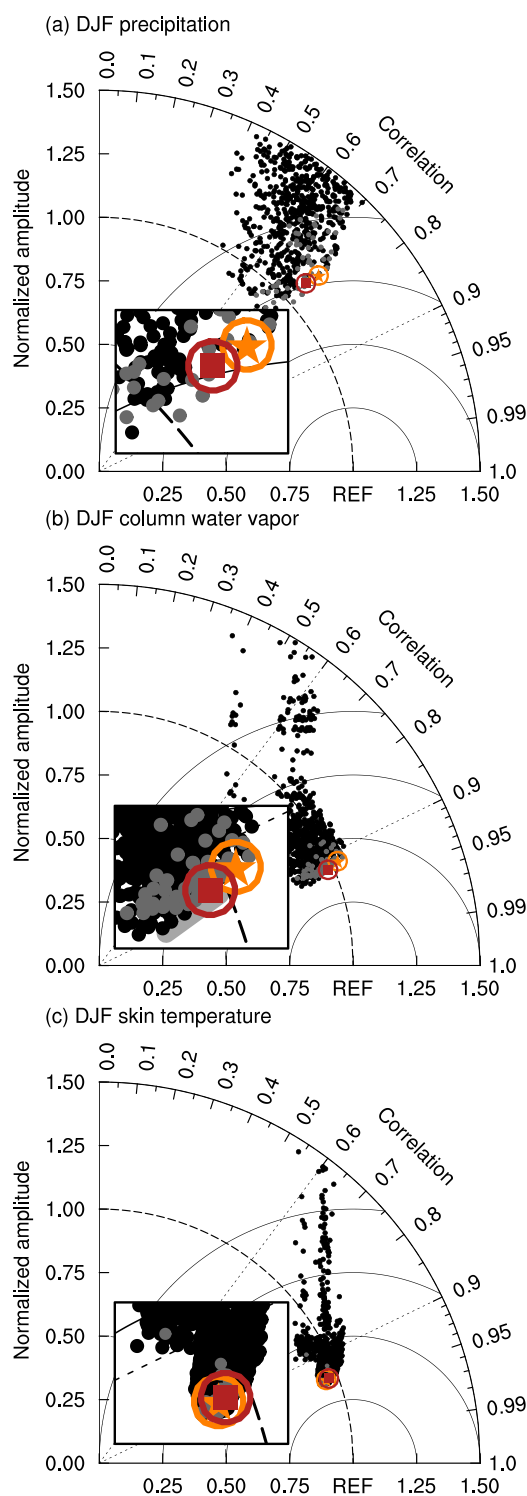 (a) DJF precipitation
0.0 0.1 0.2 0.3 0.4 0.5 0.6 0.7 0.8 0.9 0.95 0.99 1.0
Correlation
Normalized amplitude
1.50
1.25
1.00
0.75
0.50
0.25
0.00
0.25 0.50 0.75 REF 1.25 1.50
(b) DJF column water vapor
0.0 0.1 0.2 0.3 0.4 0.5 0.6 0.7 0.8 0.9 0.95 0.99 1.0
Correlation
Normalized amplitude
1.50
1.25
1.00
0.75
0.50
0.25
0.00
0.25 0.50 0.75 REF 1.25 1.50
(c) DJF skin temperature
0.0 0.1 0.2 0.3 0.4 0.5 0.6 0.7 0.8 0.9 0.95 0.99 1.0
Correlation
Normalized amplitude
1.50
1.25
1.00
0.75
0.50
0.25
0.00
0.25 0.50 0.75 REF 1.25 1.50